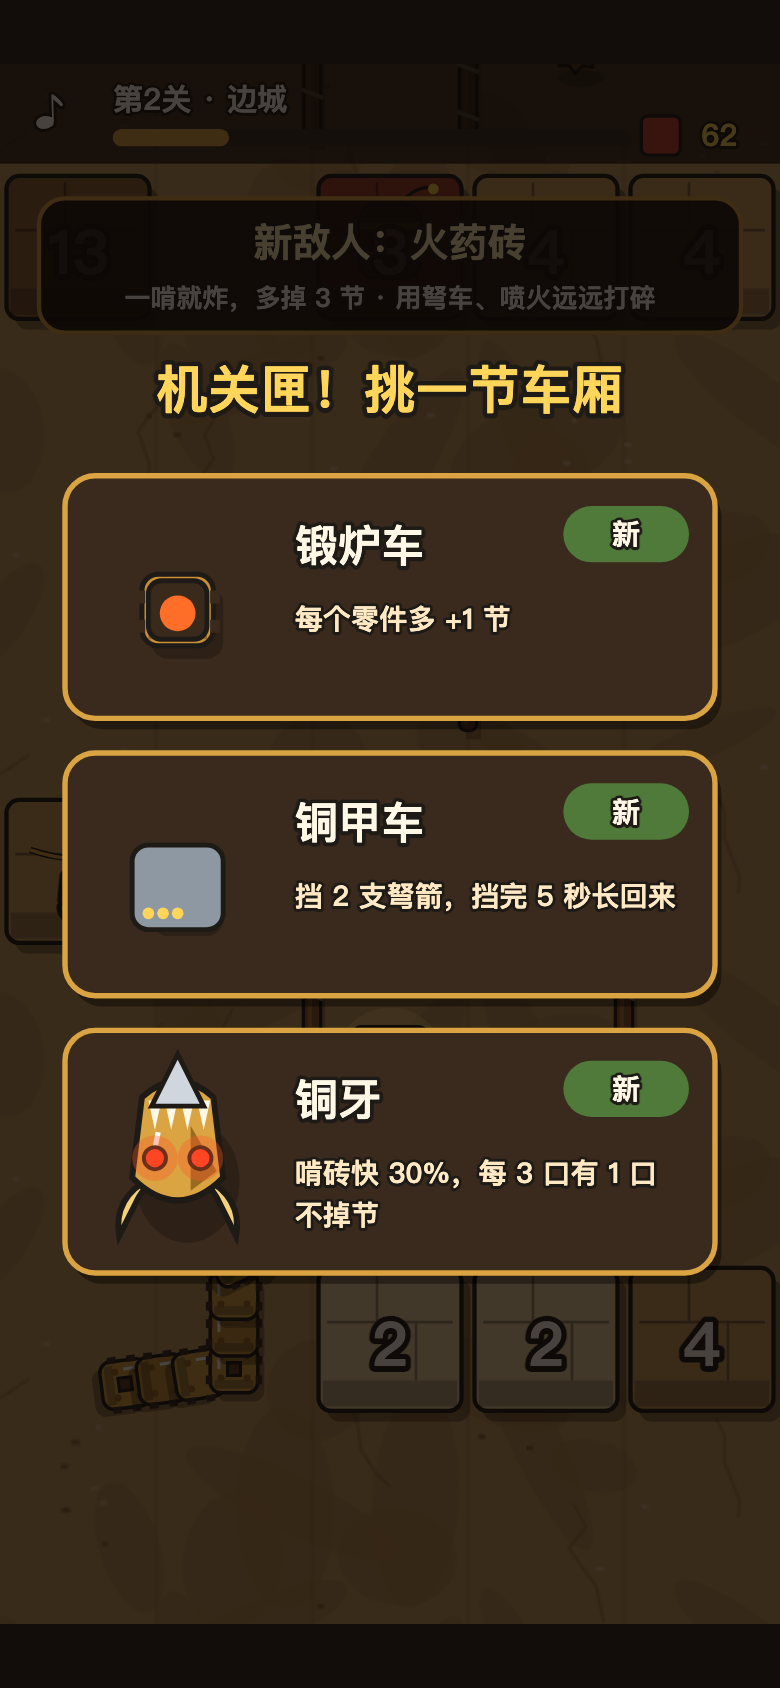 第2关 · 边城
62
13
3
4
4
新敌人：火药砖
一啃就炸，多掉 3 节 · 用弩车、喷火远远打碎
机关匣！挑一节车厢
锻炉车
新
每个零件多 +1 节
铜甲车
新
挡 2 支弩箭，挡完 5 秒长回来
铜牙
新
啃砖快 30%，每 3 口有 1 口
不掉节
2
2
4